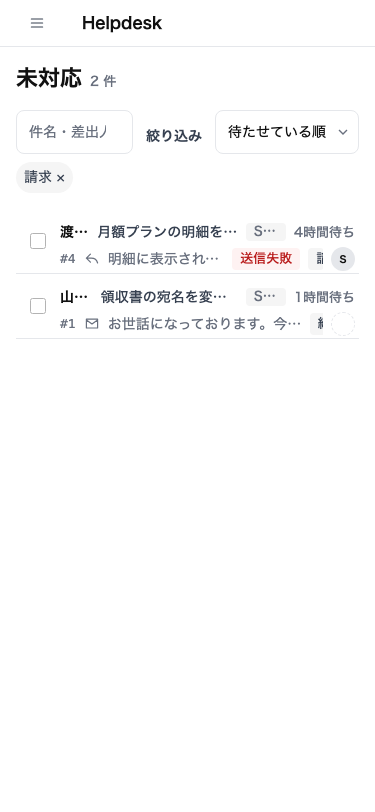 Helpdesk
未対応 2 件
件名・差出人
絞り込み
待たせている順
請求 ×
渡… 月額プランの明細を… S… 4時間待ち
#4 明細に表示され… 送信失敗 S
山… 領収書の宛名を変… S… 1時間待ち
#1 お世話になっております。今…